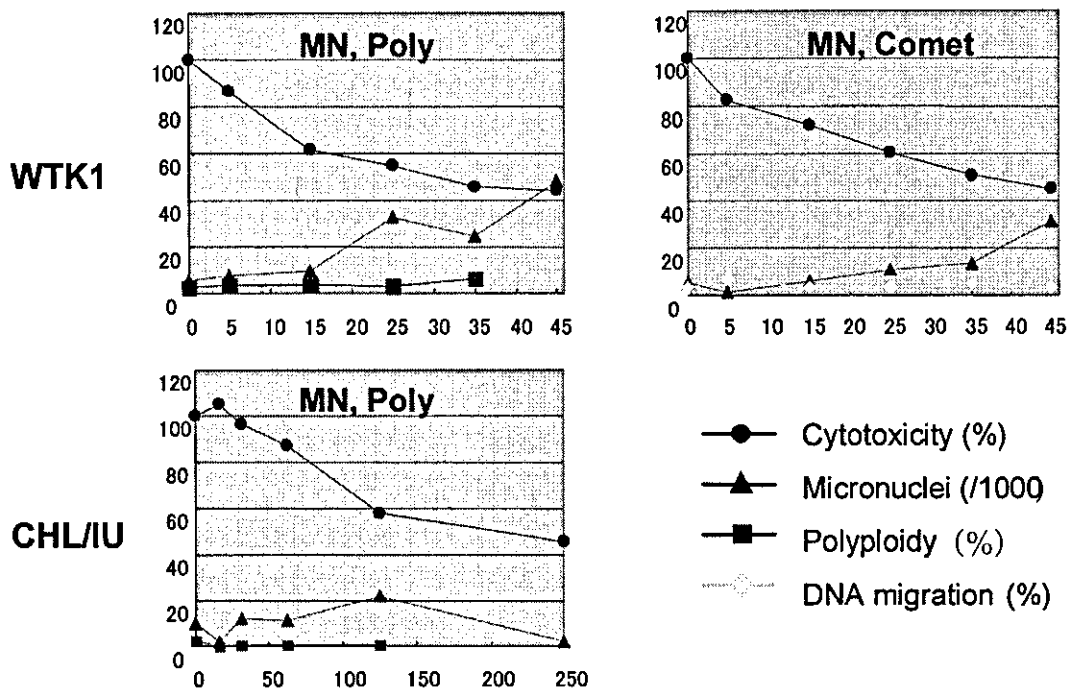 WTK1
MN, Poly
120
100
80
60
40
20
0
0 5 10 15 20 25 30 35 40 45
MN, Comet
120
100
80
60
40
20
0
0 5 10 15 20 25 30 35 40 45
CHL/IU
MN, Poly
120
100
80
60
40
20
0
0 50 100 150 200 250
Cytotoxicity (%)
Micronuclei (/1000)
Polyploidy (%)
DNA migration (%)